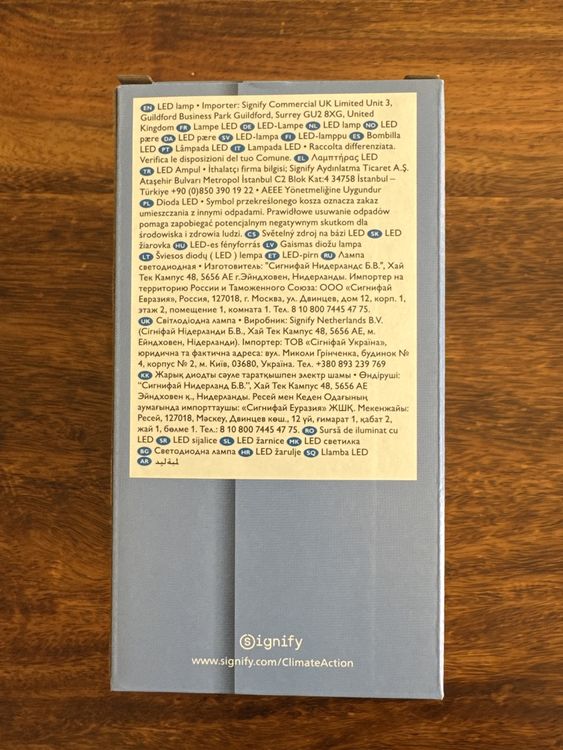 EN LED lamp • Importer: Signify Commercial UK Limited Unit 3,
Guildford Business Park Guildford, Surrey GU2 8XG, United
Kingdom FR Lampe LED DE LED-Lampe NL LED lamp NO LED
pære DA LED pære SV LED-lampa FI LED-lamppu ES Bombilla
LED PT Lâmpada LED IT Lampada LED • Raccolta differenziata.
Verifica le disposizioni del tuo Comune. EL Λαμπτήρας LED
TR LED Ampul • İthalatçı firma bilgisi; Signify Aydınlatma Ticaret A.Ş.
Ataşehir Bulvarı Metropol İstanbul C2 Blok Kat:4 34758 İstanbul –
Türkiye +90 (0)850 390 19 22 • AEEE Yönetmeliğine Uygundur
PL Dioda LED • Symbol przekreślonego kosza oznacza zakaz
umieszczania z innymi odpadami. Prawidłowe usuwanie odpadów
pomaga zapobiegać potencjalnym negatywnym skutkom dla
środowiska i zdrowia ludzi. CS Světelný zdroj na bázi LED SK LED
žiarovka HU LED-es fényforrás LV Gaismas diožu lampa
LT Šviesos diodų ( LED ) lempa ET LED-pirn RU Лампа
светодиодная • Изготовитель: "Сигнифай Нидерландс Б.В.", Хай
Тек Кампус 48, 5656 AE г.Эйндховен, Нидерланды. Импортер на
территорию России и Таможенного Союза: ООО «Сигнифай
Евразия», Россия, 127018, г. Москва, ул. Двинцев, дом 12, корп. 1,
этаж 2, помещение 1, комната 1. Тел. 8 10 800 7445 47 75.
UK Світлодіодна лампа • Виробник: Signify Netherlands B.V.
(Сігніфай Нідерланди Б.В., Хай Тек Кампус 48, 5656 AE, м.
Ейндховен, Нідерланди). Імпортер: ТОВ «Сігніфай Україна»,
юридична та фактична адреса: вул. Миколи Грінченка, будинок №
4, корпус № 2, м. Київ, 03680, Україна. Тел. +380 893 239 769
KK Жарық диодты сәуле таратқышпен электр шамы • Өндіруші:
"Сигнифай Нидерланд Б.В.", Хай Тек Кампус 48, 5656 AE
Эйндховен қ., Нидерланды. Ресей мен Кеден Одағының
аумағында импорттаушы: «Сигнифай Еуразия» ЖШҚ. Мекенжайы:
Ресей, 127018, Мәскеу, Двинцев көш., 12 үй, ғимарат 1, қабат 2,
жай 1, бөлме 1. Тел.: 8 10 800 7445 47 75. RO Sursă de iluminat cu
LED SR LED sijalice SL LED žarnice MK LED светилка
BG Светодиодна лампа HR LED žarulje SQ Llamba LED
AR لمبة ليد
Signify
www.signify.com/ClimateAction